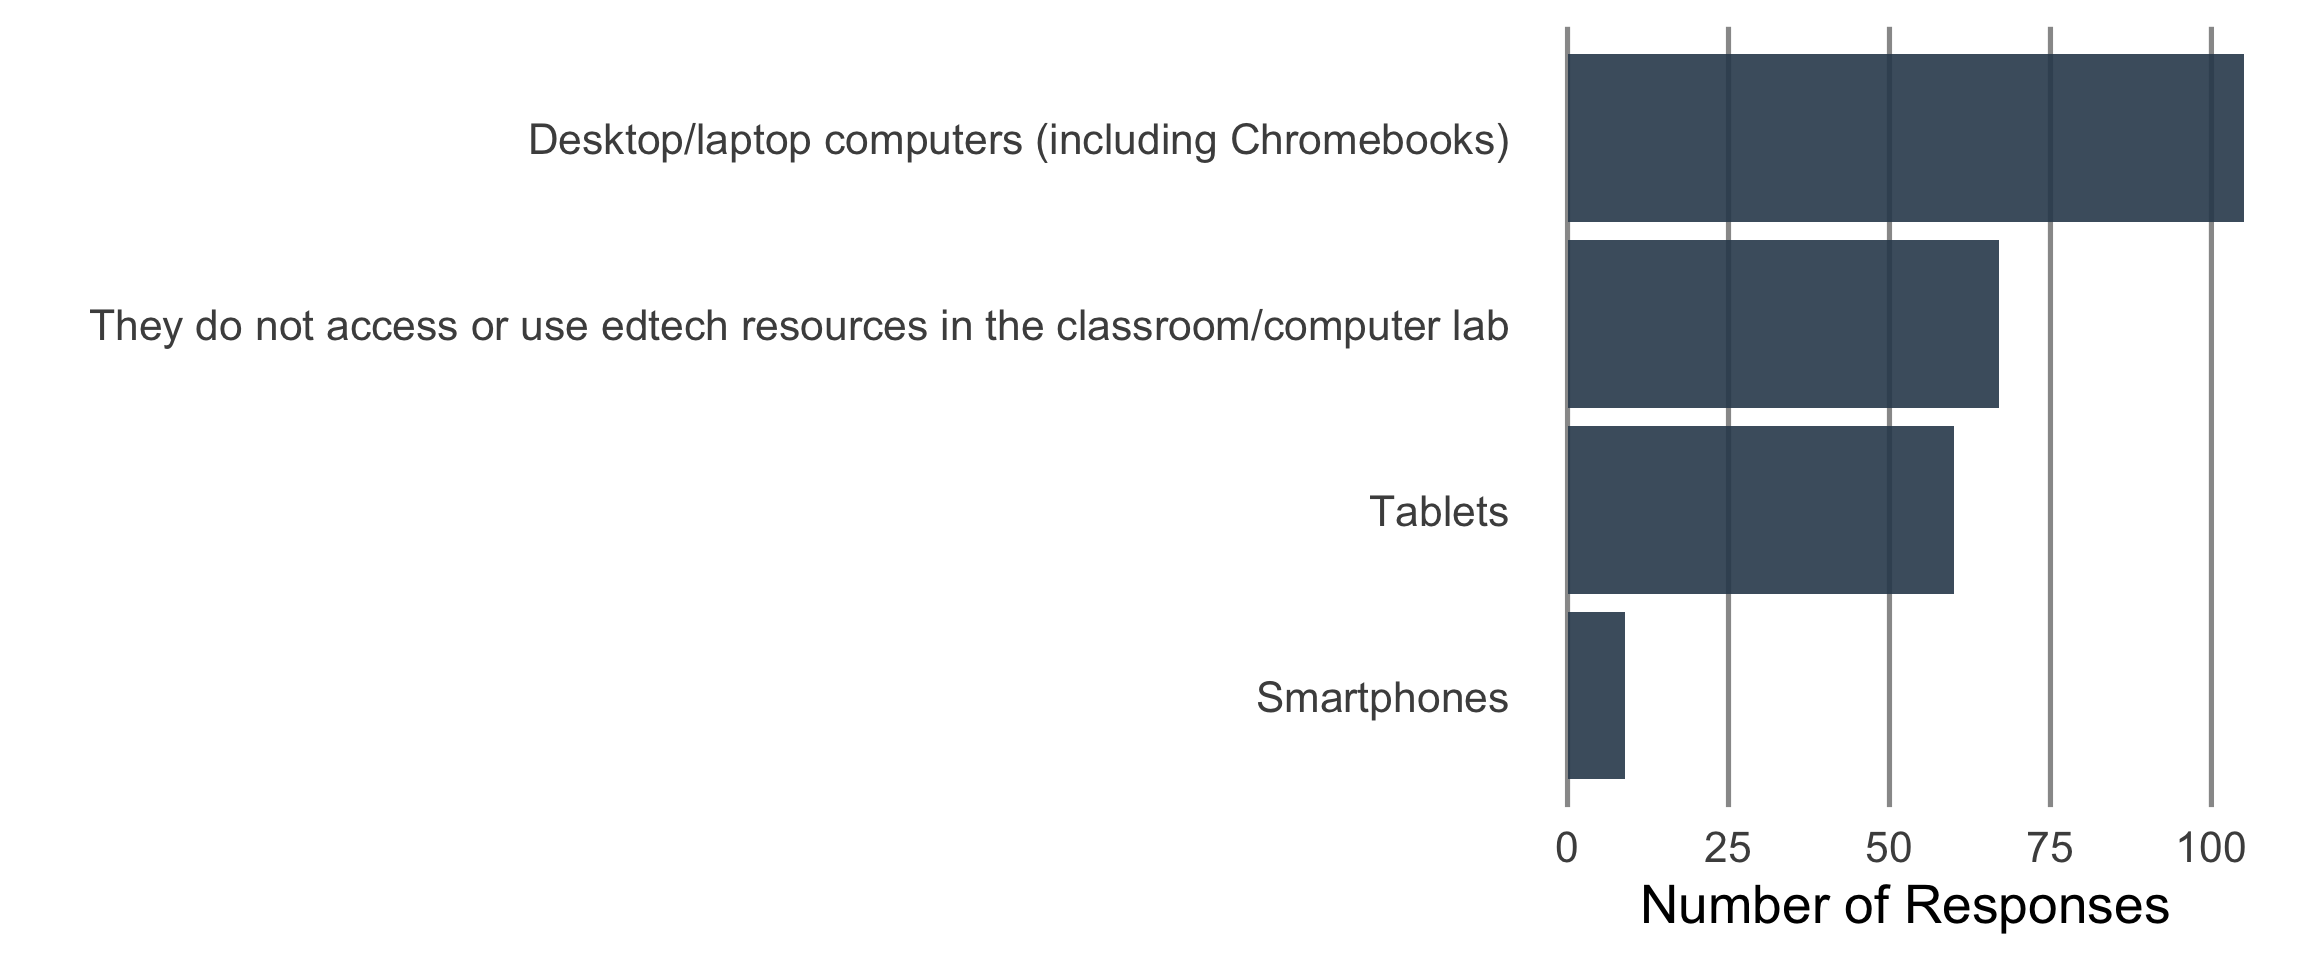 Desktop/laptop computers (including Chromebooks)
They do not access or use edtech resources in the classroom/computer lab
Tablets
Smartphones
0 25 50 75 100
Number of Responses